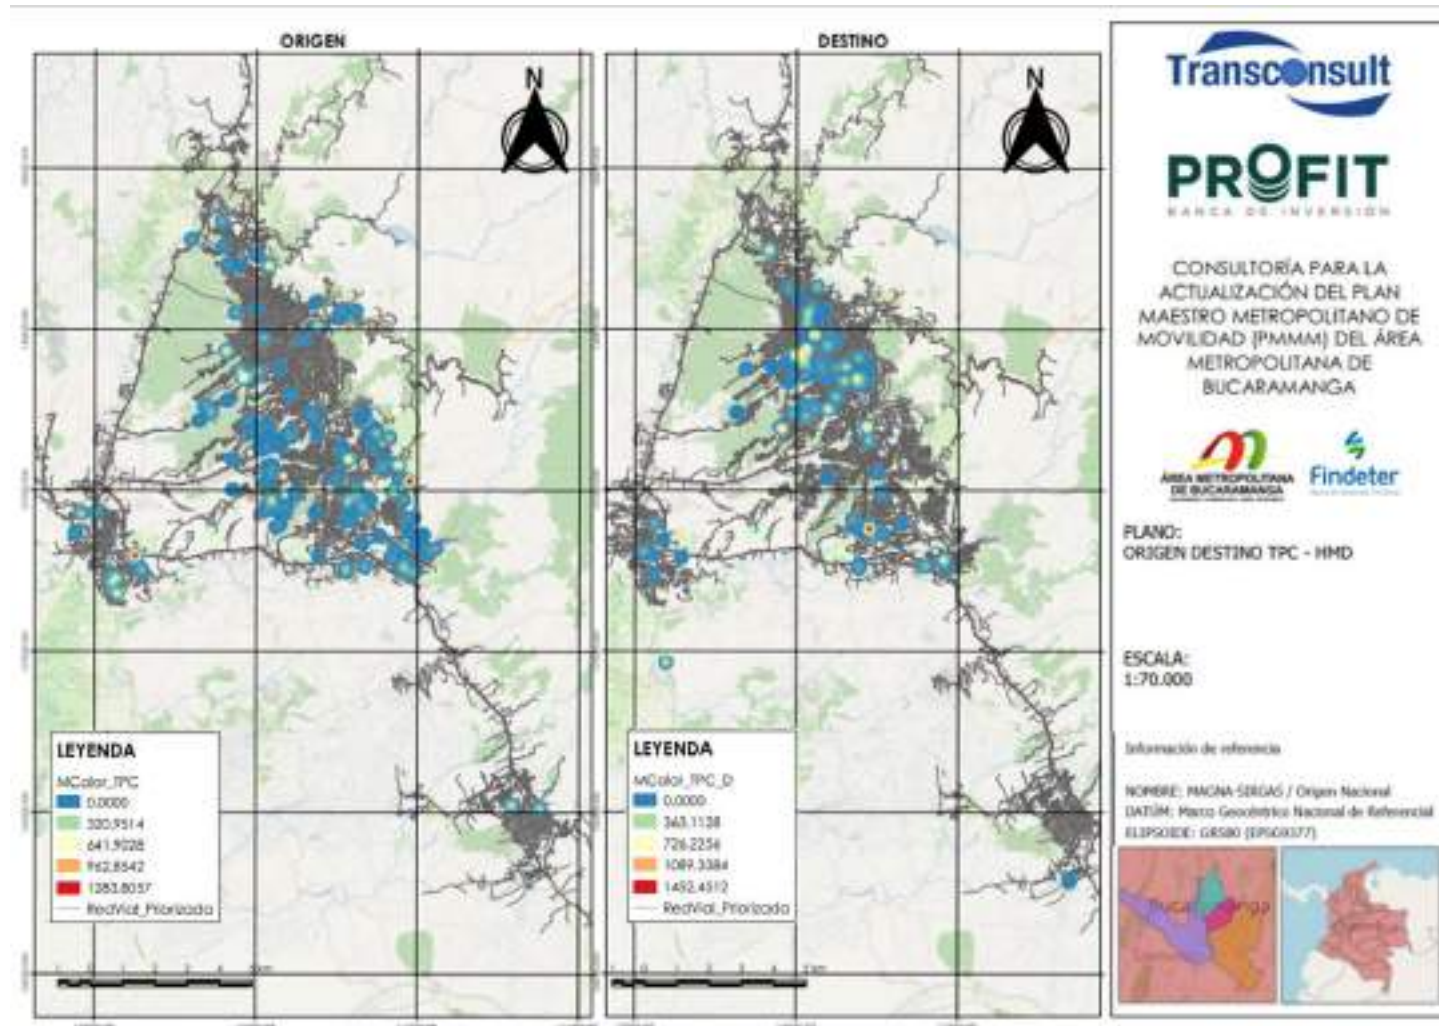 ORIGEN
N
LEYENDA
MColor_TPC
0,0000
320,9514
641,9028
962,8542
1283,8057
RedVial_Priorizada
DESTINO
N
LEYENDA
MColor_TPC_D
0,0000
363,1128
726,2256
1089,3384
1452,4512
RedVial_Priorizada
Transconsult
PROFIT
BANCA DE INVERSIÓN
CONSULTORÍA PARA LA
ACTUALIZACIÓN DEL PLAN
MAESTRO METROPOLITANO DE
MOVILIDAD (PMMM) DEL ÁREA
METROPOLITANA DE
BUCARAMANGA
ÁREA METROPOLITANA
DE BUCARAMANGA
Findeter
PLANO:
ORIGEN DESTINO TPC - HMD
ESCALA:
1:70.000
Información de referencia
NOMBRE: MAGNA-SIRGAS / Origen Nacional
DATÚM: Marco Geocéntrico Nacional de Referencial
ELIPSOIDE: GRS80 (EPSG9377)